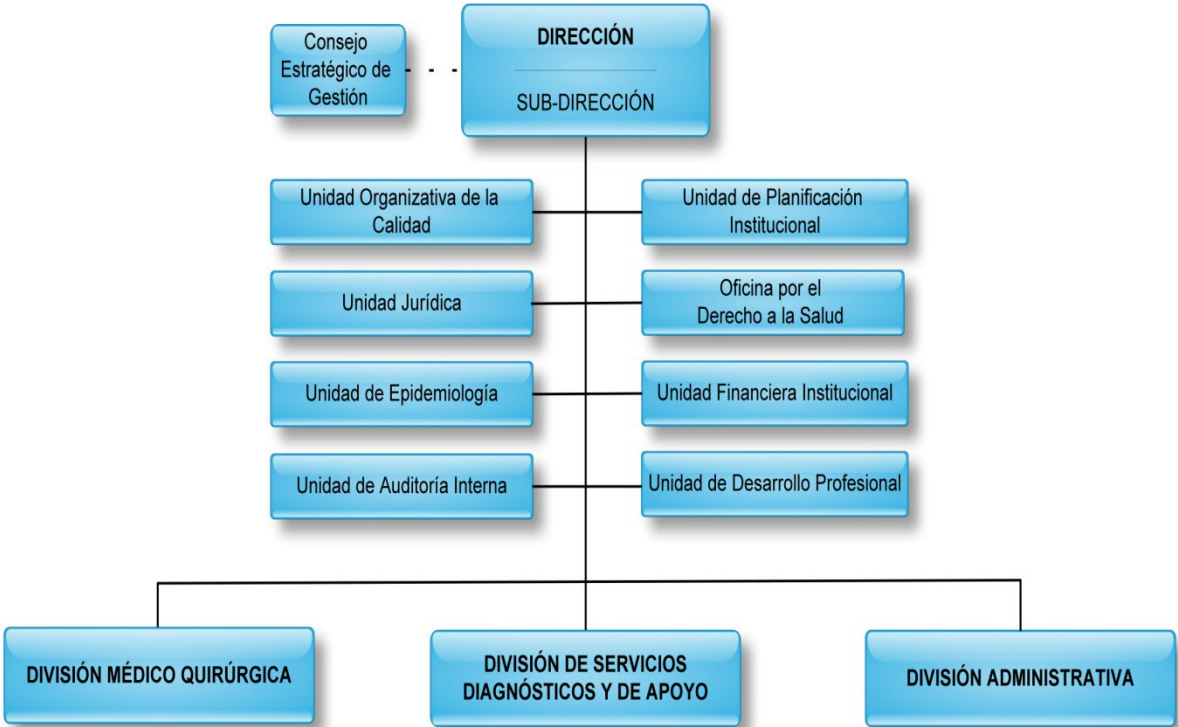 Consejo
Estratégico de
Gestión
DIRECCIÓN
SUB-DIRECCIÓN
Unidad Organizativa de la
Calidad
Unidad de Planificación
Institucional
Unidad Jurídica
Oficina por el
Derecho a la Salud
Unidad de Epidemiología
Unidad Financiera Institucional
Unidad de Auditoría Interna
Unidad de Desarrollo Profesional
DIVISIÓN MÉDICO QUIRÚRGICA
DIVISIÓN DE SERVICIOS
DIAGNÓSTICOS Y DE APOYO
DIVISIÓN ADMINISTRATIVA